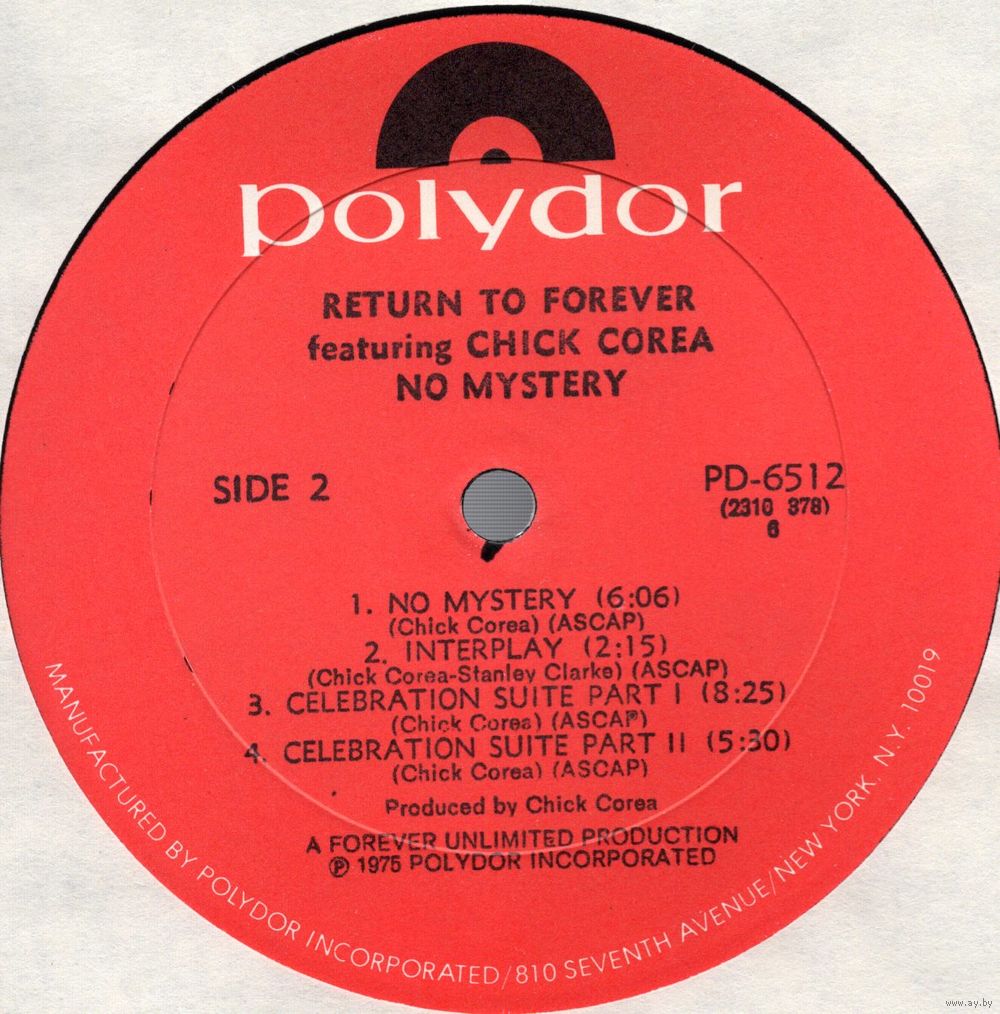 polydor
RETURN TO FOREVER
featuring CHICK COREA
NO MYSTERY
SIDE 2
PD-6512
(2310 378)
6
1. NO MYSTERY (6:06)
(Chick Corea) (ASCAP)
2. INTERPLAY (2:15)
(Chick Corea-Stanley Clarke) (ASCAP)
3. CELEBRATION SUITE PART I (8:25)
(Chick Corea) (ASCAP)
4. CELEBRATION SUITE PART II (5:30)
(Chick Corea) (ASCAP)
Produced by Chick Corea
A FOREVER UNLIMITED PRODUCTION
℗ 1975 POLYDOR INCORPORATED
MANUFACTURED BY POLYDOR INCORPORATED/810 SEVENTH AVENUE/NEW YORK, N.Y. 10019
www.ay.by